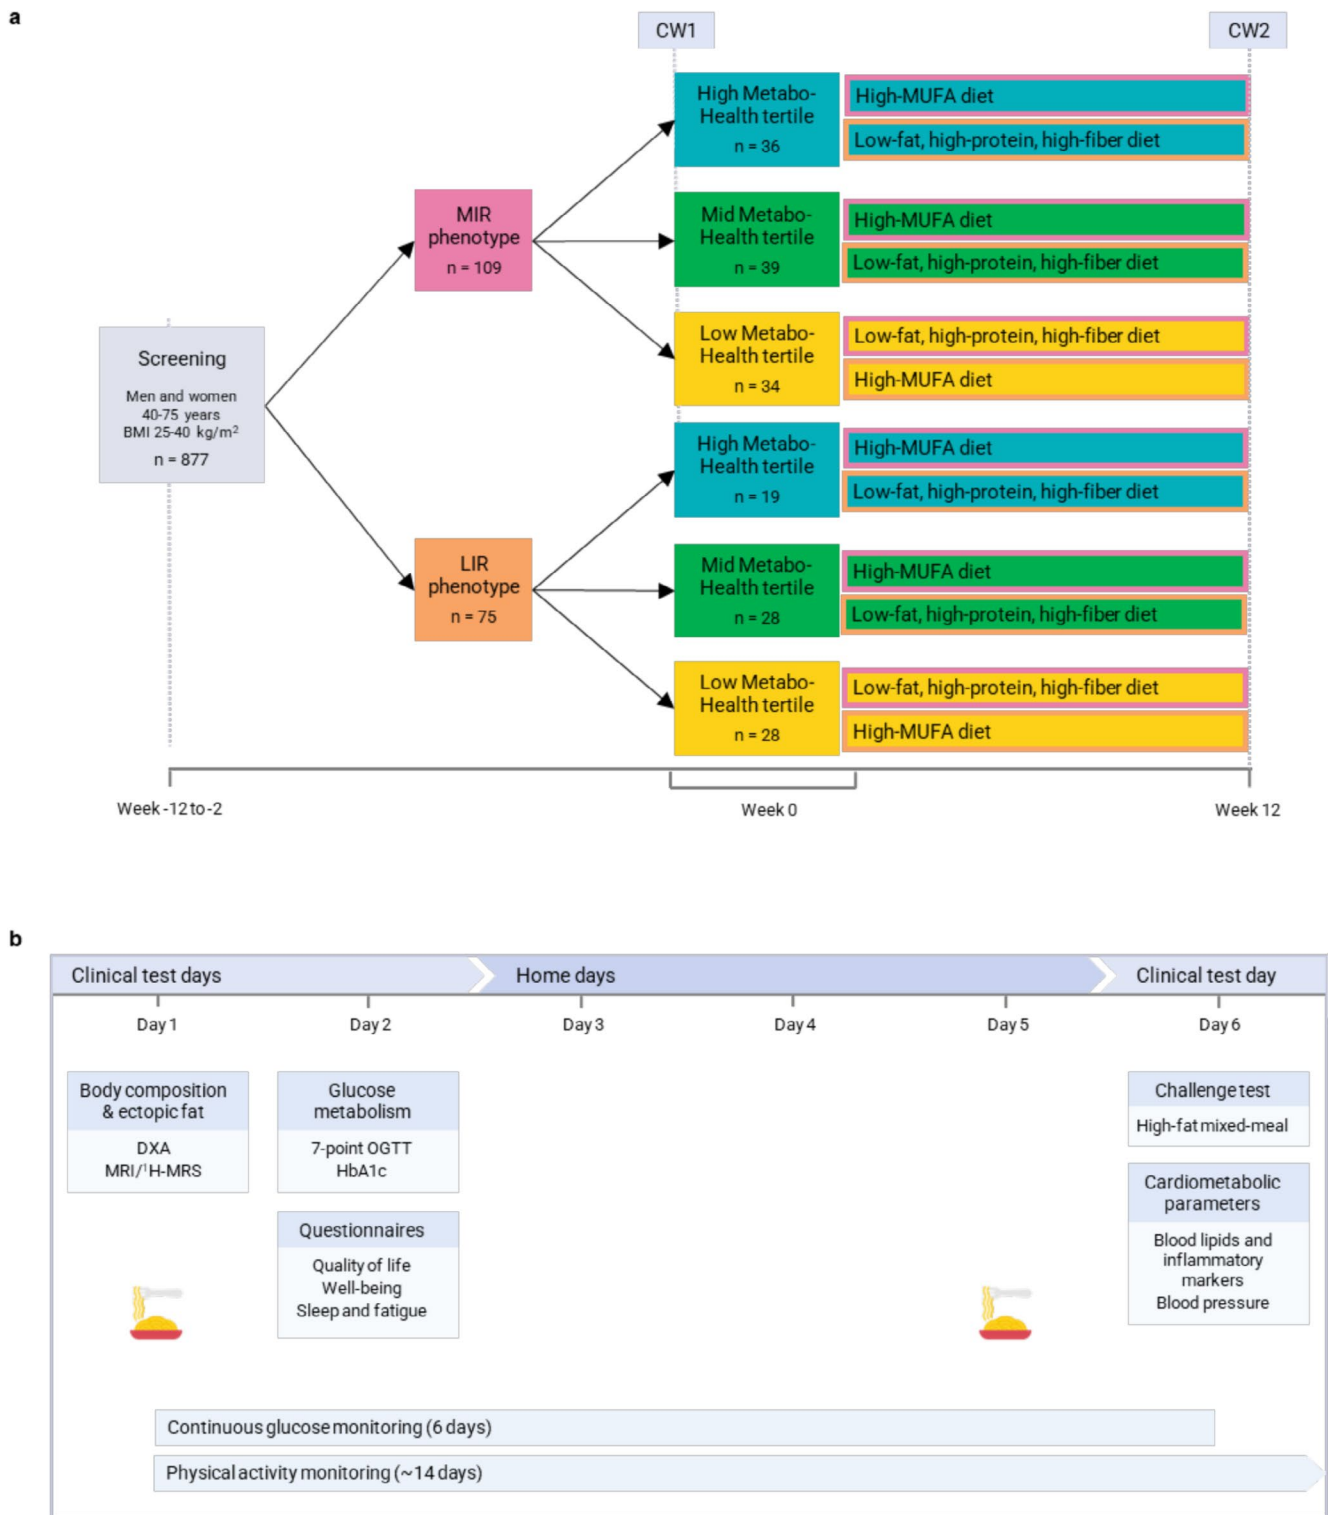 a
CW1
CW2
High Metabo-
Health tertile
n = 36
High-MUFA diet
Low-fat, high-protein, high-fiber diet
MIR
phenotype
n = 109
Mid Metabo-
Health tertile
n = 39
High-MUFA diet
Low-fat, high-protein, high-fiber diet
Low Metabo-
Health tertile
n = 34
Low-fat, high-protein, high-fiber diet
High-MUFA diet
Screening
Men and women
40-75 years
BMI 25-40 kg/m²
n = 877
High Metabo-
Health tertile
n = 19
High-MUFA diet
Low-fat, high-protein, high-fiber diet
LIR
phenotype
n = 75
Mid Metabo-
Health tertile
n = 28
High-MUFA diet
Low-fat, high-protein, high-fiber diet
Low Metabo-
Health tertile
n = 28
Low-fat, high-protein, high-fiber diet
High-MUFA diet
Week -12 to -2
Week 0
Week 12
b
Clinical test days
Home days
Clinical test day
Day 1
Day 2
Day 3
Day 4
Day 5
Day 6
Body composition
& ectopic fat
DXA
MRI/¹H-MRS
Glucose
metabolism
7-point OGTT
HbA1c
Questionnaires
Quality of life
Well-being
Sleep and fatigue
Challenge test
High-fat mixed-meal
Cardiometabolic
parameters
Blood lipids and
inflammatory
markers
Blood pressure
Continuous glucose monitoring (6 days)
Physical activity monitoring (~14 days)